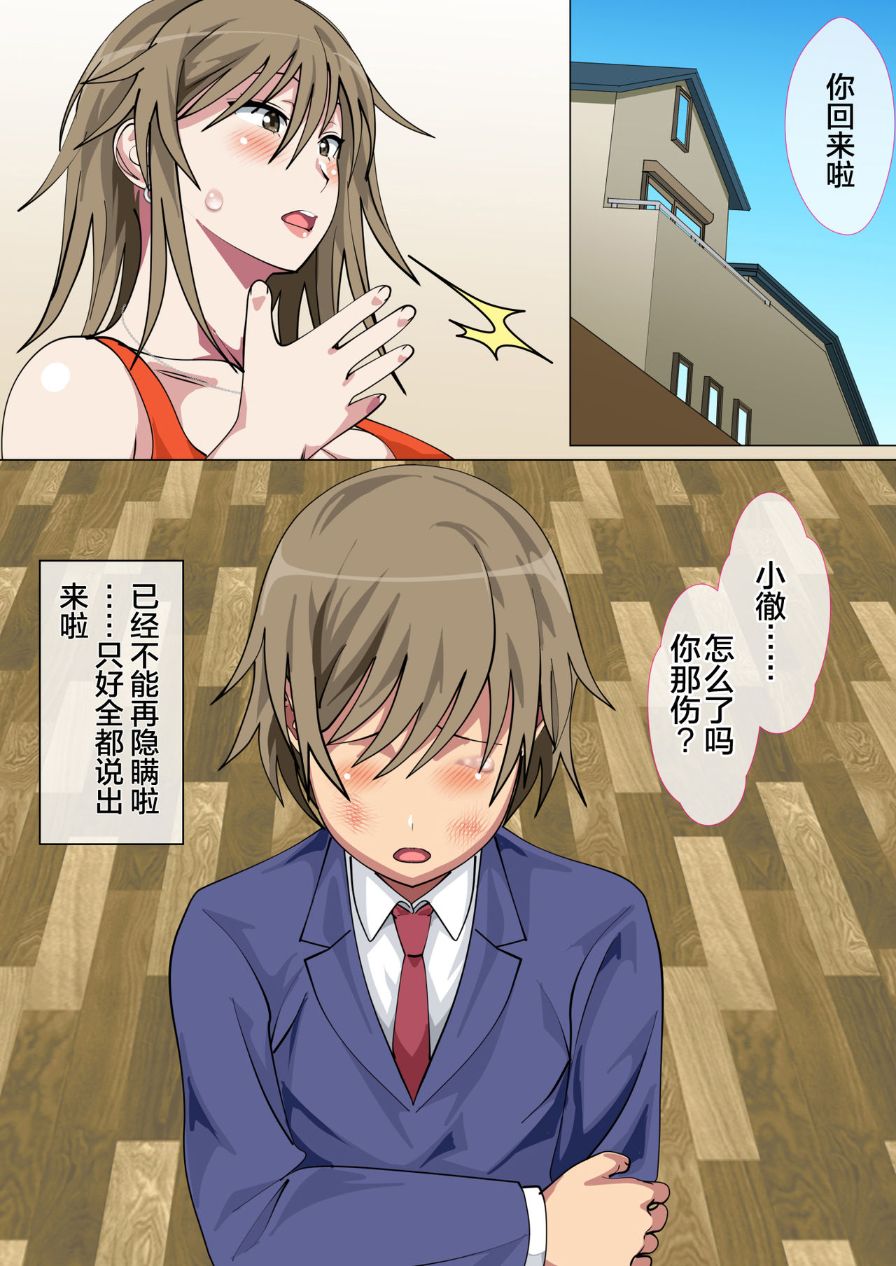 你回来啦
小徹……
怎么了吗
你那伤？
已经不能再隐瞒啦
……只好全都说出
来啦